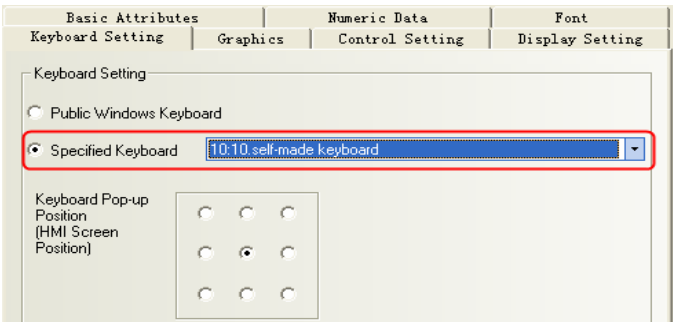 Basic Attributes Numeric Data Font
Keyboard Setting Graphics Control Setting Display Setting
Keyboard Setting
Public Windows Keyboard
Specified Keyboard 10:10.self-made keyboard
Keyboard Pop-up
Position
(HMI Screen
Position)